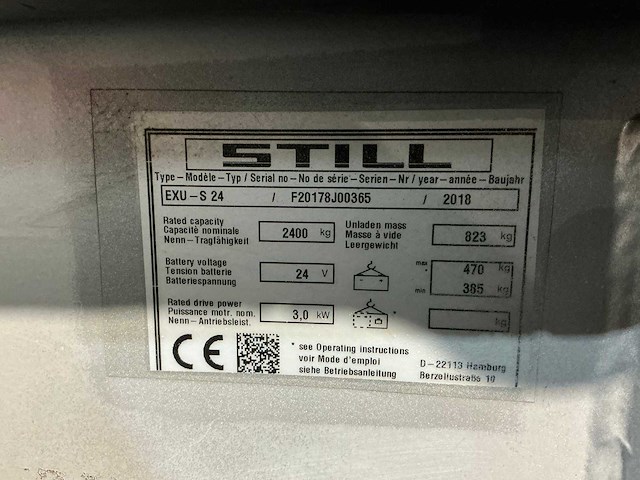 STILL
Type – Modèle – Typ / Serial no – No de série – Serien – Nr / year – année – Baujahr
EXU – S 24 / F20178J00365 / 2018
Rated capacity
Capacité nominale
Nenn – Tragfähigkeit
2400 kg
Unladen mass
Masse à vide
Leergewicht
823 kg
Battery voltage
Tension batterie
Batteriespannung
24 V
max
470 kg
*
min
385 kg
Rated drive power
Puissance motr. nom.
Nenn – Antriebsleist.
3,0 kW
*
kg
CE
* see Operating instructions
voir Mode d'emploi
siehe Betriebsanleitung
D – 22113 Hamburg
Berzeliusstraße 10